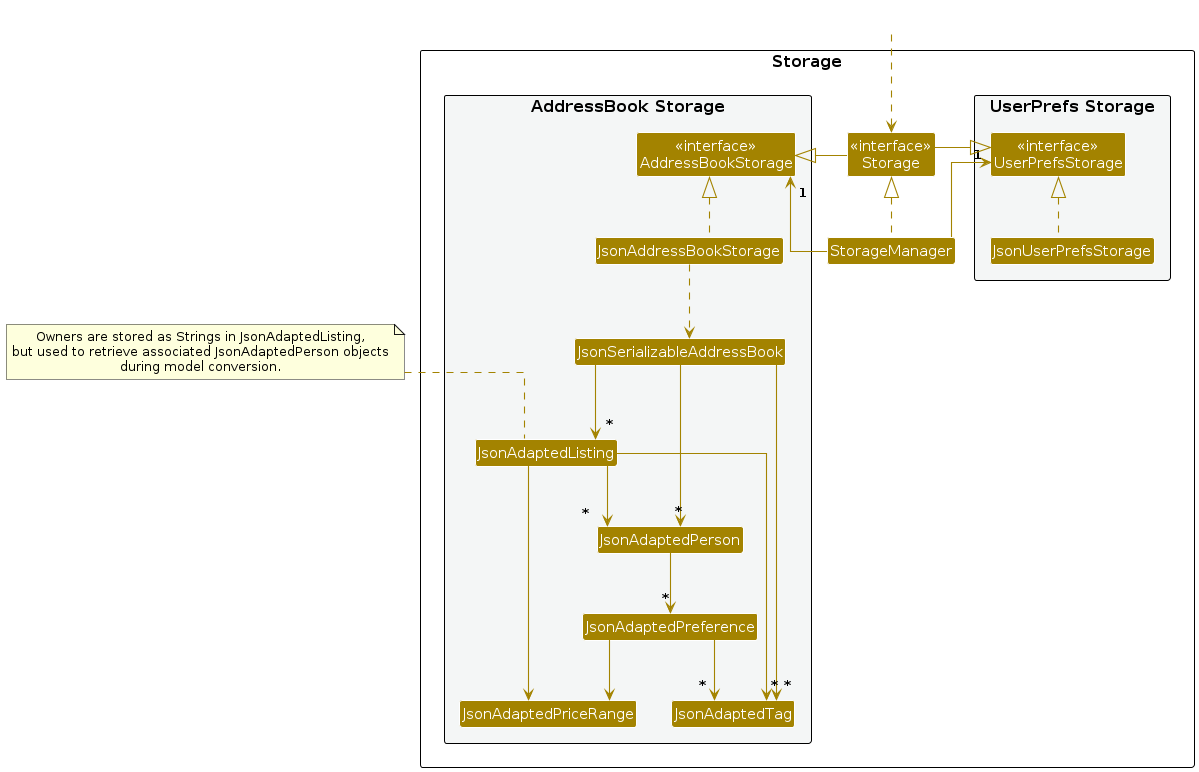 Storage
AddressBook Storage
UserPrefs Storage
«interface»
AddressBookStorage
«interface»
Storage
«interface»
UserPrefsStorage
1
1
JsonAddressBookStorage
StorageManager
JsonUserPrefsStorage
Owners are stored as Strings in JsonAdaptedListing,
but used to retrieve associated JsonAdaptedPerson objects
during model conversion.
JsonSerializableAddressBook
*
JsonAdaptedListing
*
*
JsonAdaptedPerson
*
JsonAdaptedPreference
*
*
*
JsonAdaptedPriceRange
JsonAdaptedTag